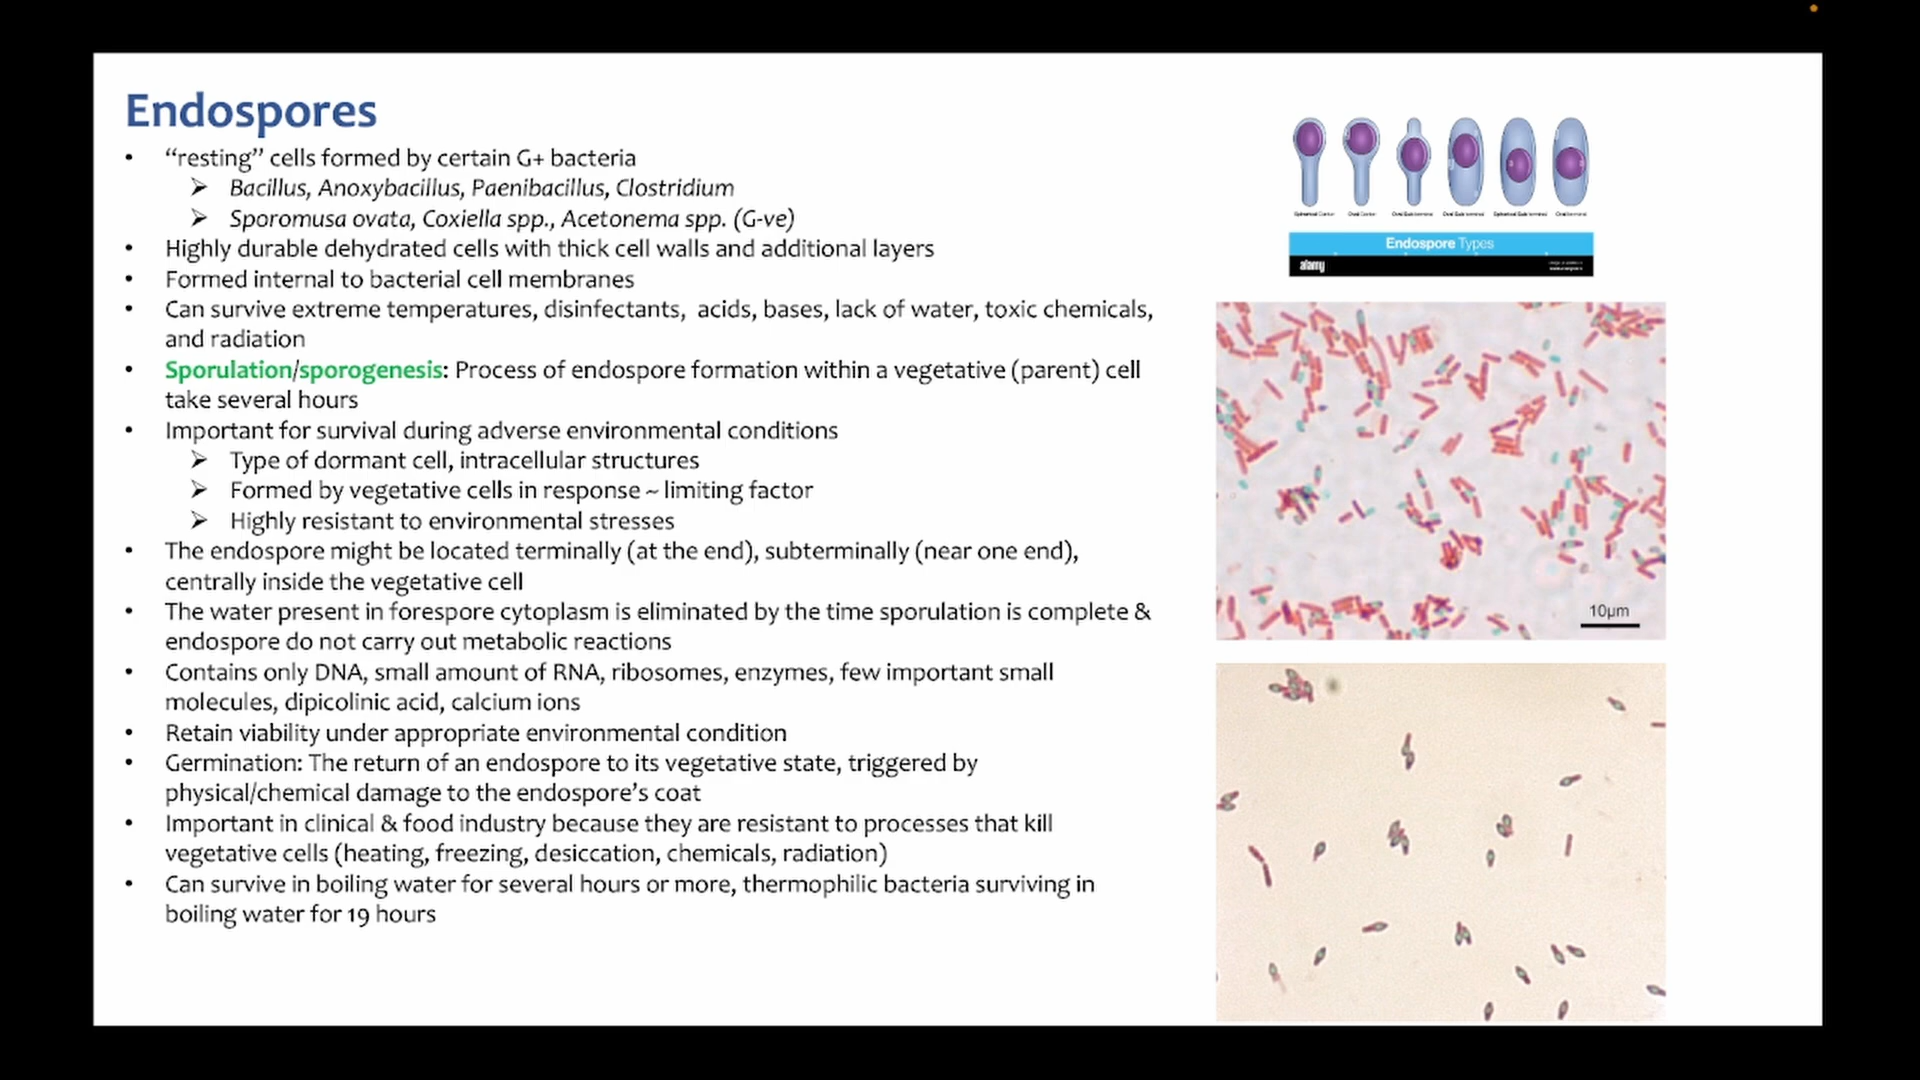 Endospores
• “resting” cells formed by certain G+ bacteria
➢ Bacillus, Anoxybacillus, Paenibacillus, Clostridium
➢ Sporomusa ovata, Coxiella spp., Acetonema spp. (G-ve)
• Highly durable dehydrated cells with thick cell walls and additional layers
• Formed internal to bacterial cell membranes
• Can survive extreme temperatures, disinfectants, acids, bases, lack of water, toxic chemicals,
and radiation
• Sporulation/sporogenesis: Process of endospore formation within a vegetative (parent) cell
take several hours
• Important for survival during adverse environmental conditions
➢ Type of dormant cell, intracellular structures
➢ Formed by vegetative cells in response ~ limiting factor
➢ Highly resistant to environmental stresses
• The endospore might be located terminally (at the end), subterminally (near one end),
centrally inside the vegetative cell
• The water present in forespore cytoplasm is eliminated by the time sporulation is complete &
endospore do not carry out metabolic reactions
• Contains only DNA, small amount of RNA, ribosomes, enzymes, few important small
molecules, dipicolinic acid, calcium ions
• Retain viability under appropriate environmental condition
• Germination: The return of an endospore to its vegetative state, triggered by
physical/chemical damage to the endospore’s coat
• Important in clinical & food industry because they are resistant to processes that kill
vegetative cells (heating, freezing, desiccation, chemicals, radiation)
• Can survive in boiling water for several hours or more, thermophilic bacteria surviving in
boiling water for 19 hours
Endospore Types
alamy
10µm